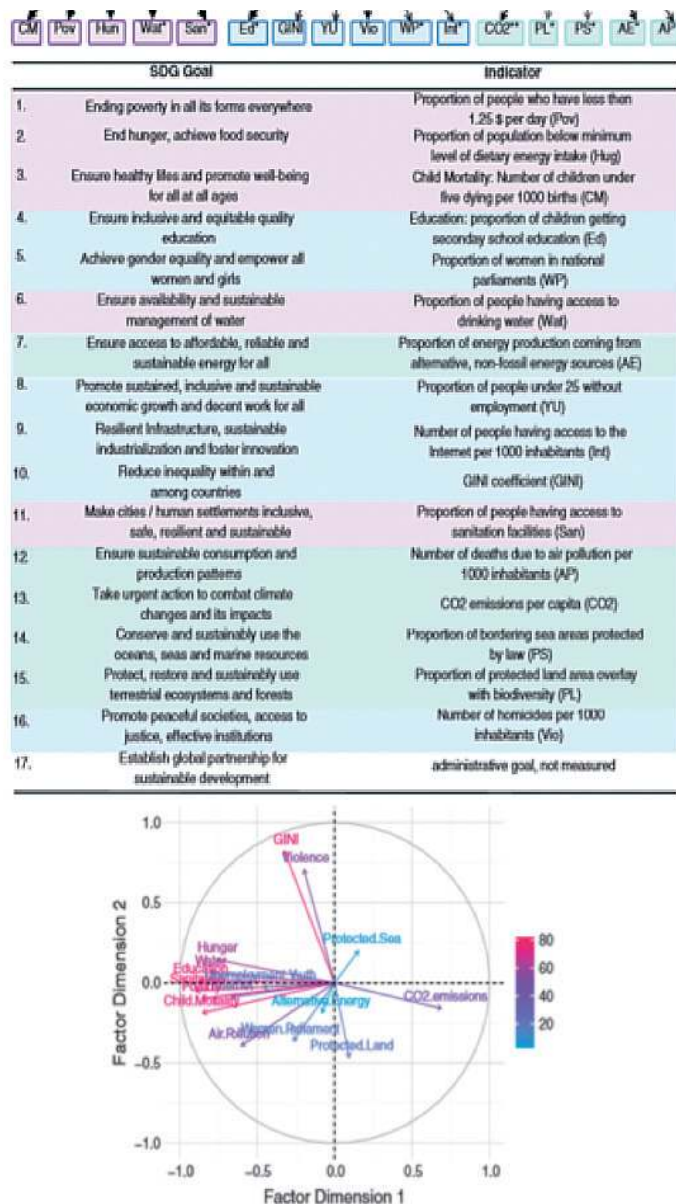 CM Pov Hun Wat* San* Ed* GINI YU Vio WP* Int* CO2** PL* PS* AE* AP*
SDG Goal Indicator
1. Ending poverty in all its forms everywhere Proportion of people who have less then
1.25 $ per day (Pov)
2. End hunger, achieve food security Proportion of population below minimum
level of dietary energy intake (Hug)
3. Ensure healthy lifes and promote well-being Child Mortality: Number of children under
for all at all ages five dying per 1000 births (CM)
4. Ensure inclusive and equitable quality Education: proportion of children getting
education seconday school education (Ed)
5. Achieve gender equality and empower all Proportion of women in national
women and girls parliaments (WP)
6. Ensure availability and sustainable Proportion of people having access to
management of water drinking water (Wat)
7. Ensure access to affordable, reliable and Proportion of energy production coming from
sustainable energy for all alternative, non-fossil energy sources (AE)
8. Promote sustained, inclusive and sustainable Proportion of people under 25 without
economic growth and decent work for all employment (YU)
9. Resilient Infrastructure, sustainable Number of people having access to the
industrialization and foster innovation Internet per 1000 inhabitants (Int)
10. Reduce inequality within and
among countries GINI coefficient (GINI)
11. Make cities / human settlements inclusive, Proportion of people having access to
safe, resilient and sustainable sanitation facilities (San)
12. Ensure sustainable consumption and Number of deaths due to air pollution per
production patterns 1000 inhabitants (AP)
13. Take urgent action to combat climate
changes and its impacts CO2 emissions per capita (CO2)
14. Conserve and sustainably use the Proportion of bordering sea areas protected
oceans, seas and marine resources by law (PS)
15. Protect, restore and sustainably use Proportion of protected land area overlay
terrestrial ecosystems and forests with biodiversity (PL)
16. Promote peaceful societies, access to Number of homicides per 1000
justice, effective institutions inhabitants (Vio)
17. Establish global partnership for
sustainable development administrative goal, not measured
1.0
GINI
Violence
0.5
Protected.Sea
Hunger
Water
Education
Unemployment.Youth
0.0
Child.Mortality
Alternative.Energy
CO2.emissions
Air.Pollution
Protected.Land
-0.5
-1.0
-1.0 -0.5 0.0 0.5 1.0
Factor Dimension 1
Factor Dimension 2
80
60
40
20